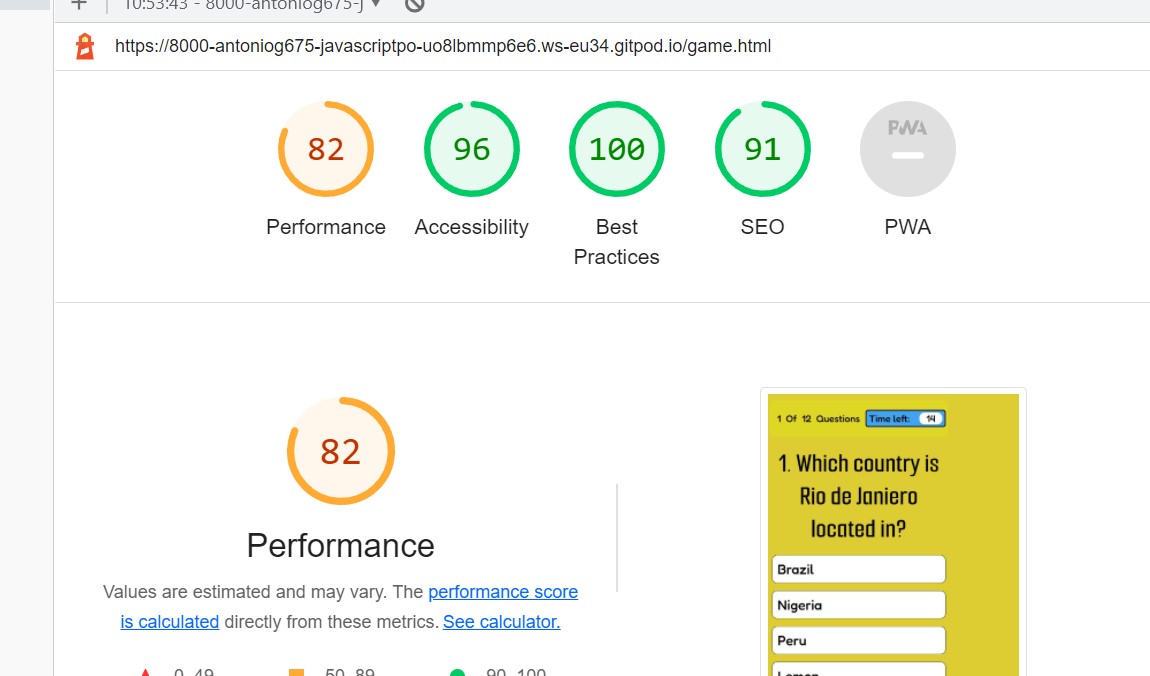 10:53:43 - 8000-antoniog675-j
https://8000-antoniog675-javascriptpo-uo8lbmmp6e6.ws-eu34.gitpod.io/game.html
82
96
100
91
PWA
Performance
Accessibility
Best
Practices
SEO
PWA
82
Performance
Values are estimated and may vary. The performance score
is calculated directly from these metrics. See calculator.
0–49
50–89
90–100
1 Of 12 Questions
Time left:
14
1. Which country is
Rio de Janiero
located in?
Brazil
Nigeria
Peru